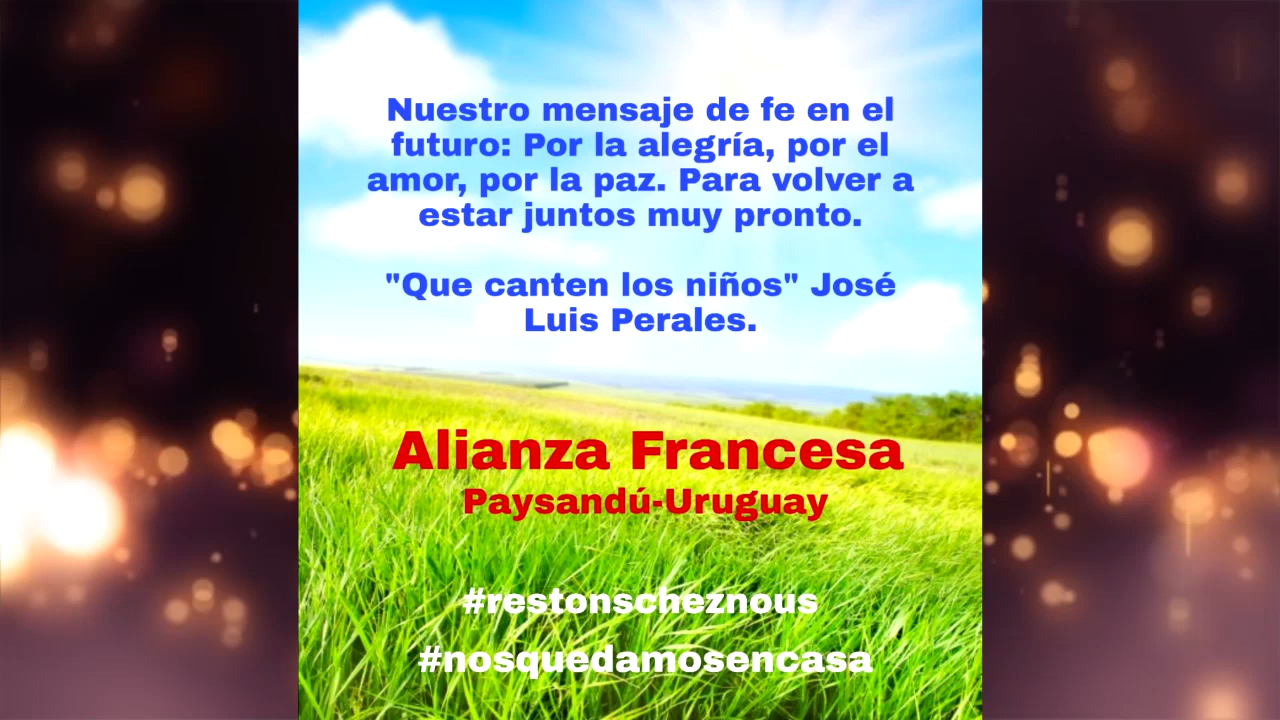 Nuestro mensaje de fe en el
futuro: Por la alegría, por el
amor, por la paz. Para volver a
estar juntos muy pronto.
"Que canten los niños" José
Luis Perales.
Alianza Francesa
Paysandú-Uruguay
#restonscheznous
#nosquedamosencasa